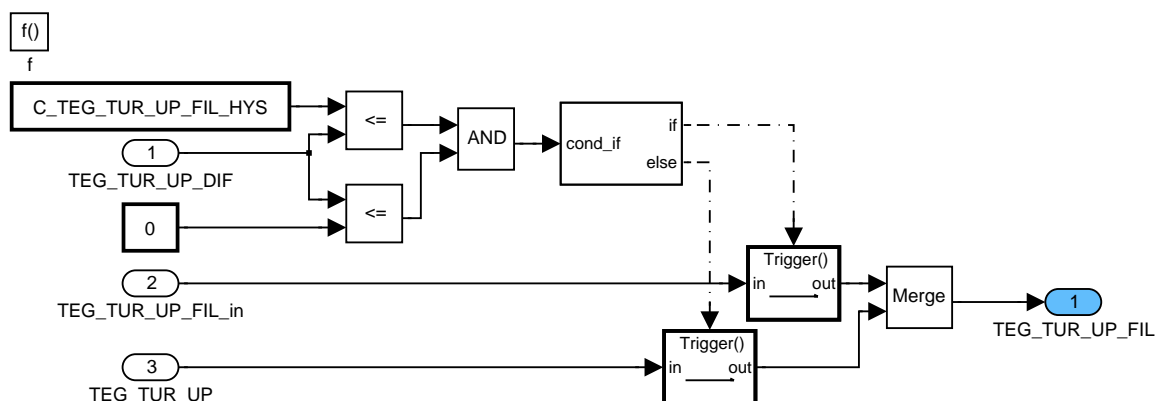 f()
f
C_TEG_TUR_UP_FIL_HYS
<=
AND
cond_if
if
else
1
TEG_TUR_UP_DIF
<=
0
Trigger()
in
out
2
TEG_TUR_UP_FIL_in
Merge
1
TEG_TUR_UP_FIL
Trigger()
in
out
3
TEG_TUR_UP